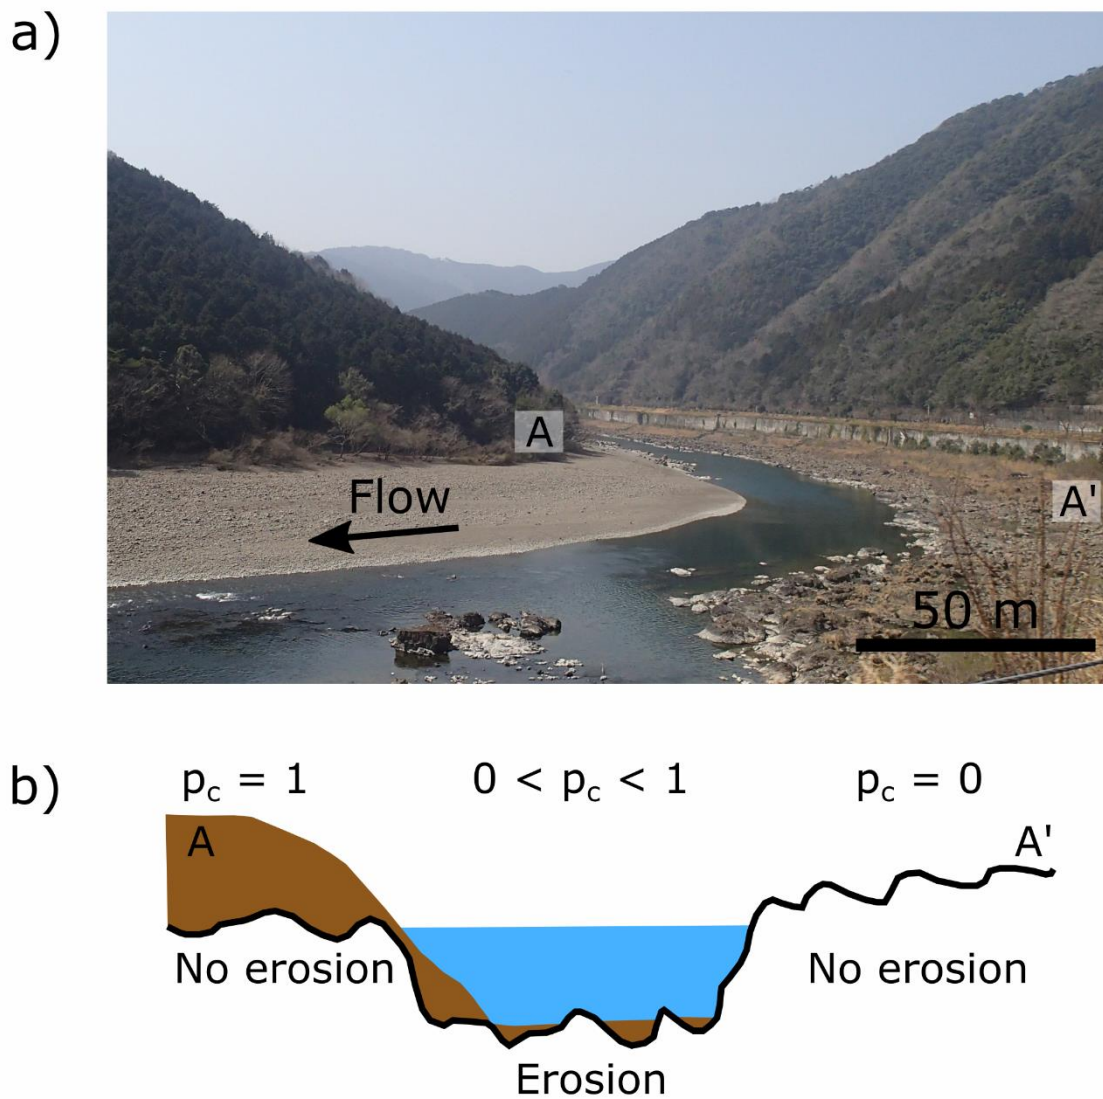 a)
A
Flow
A'
50 m
b)
p_c = 1
0 < p_c < 1
p_c = 0
A
A'
No erosion
No erosion
Erosion